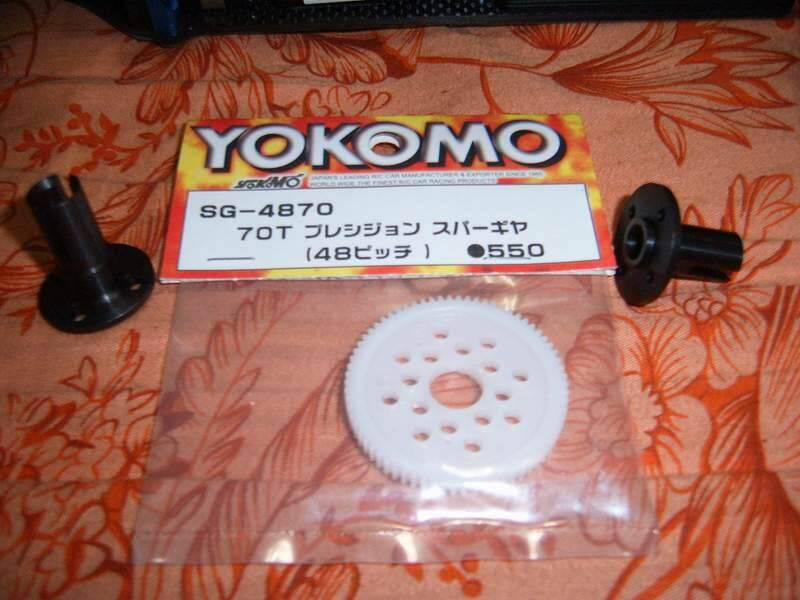 YOKOMO
YOKOMO JAPAN'S LEADING R/C CAR MANUFACTURER & EXPORTER SINCE 1965
WORLD WIDE THE FINEST R/C CAR RACING PRODUCTS
SG-4870
70T プレシジョン スパーギヤ
(48ピッチ) ●550